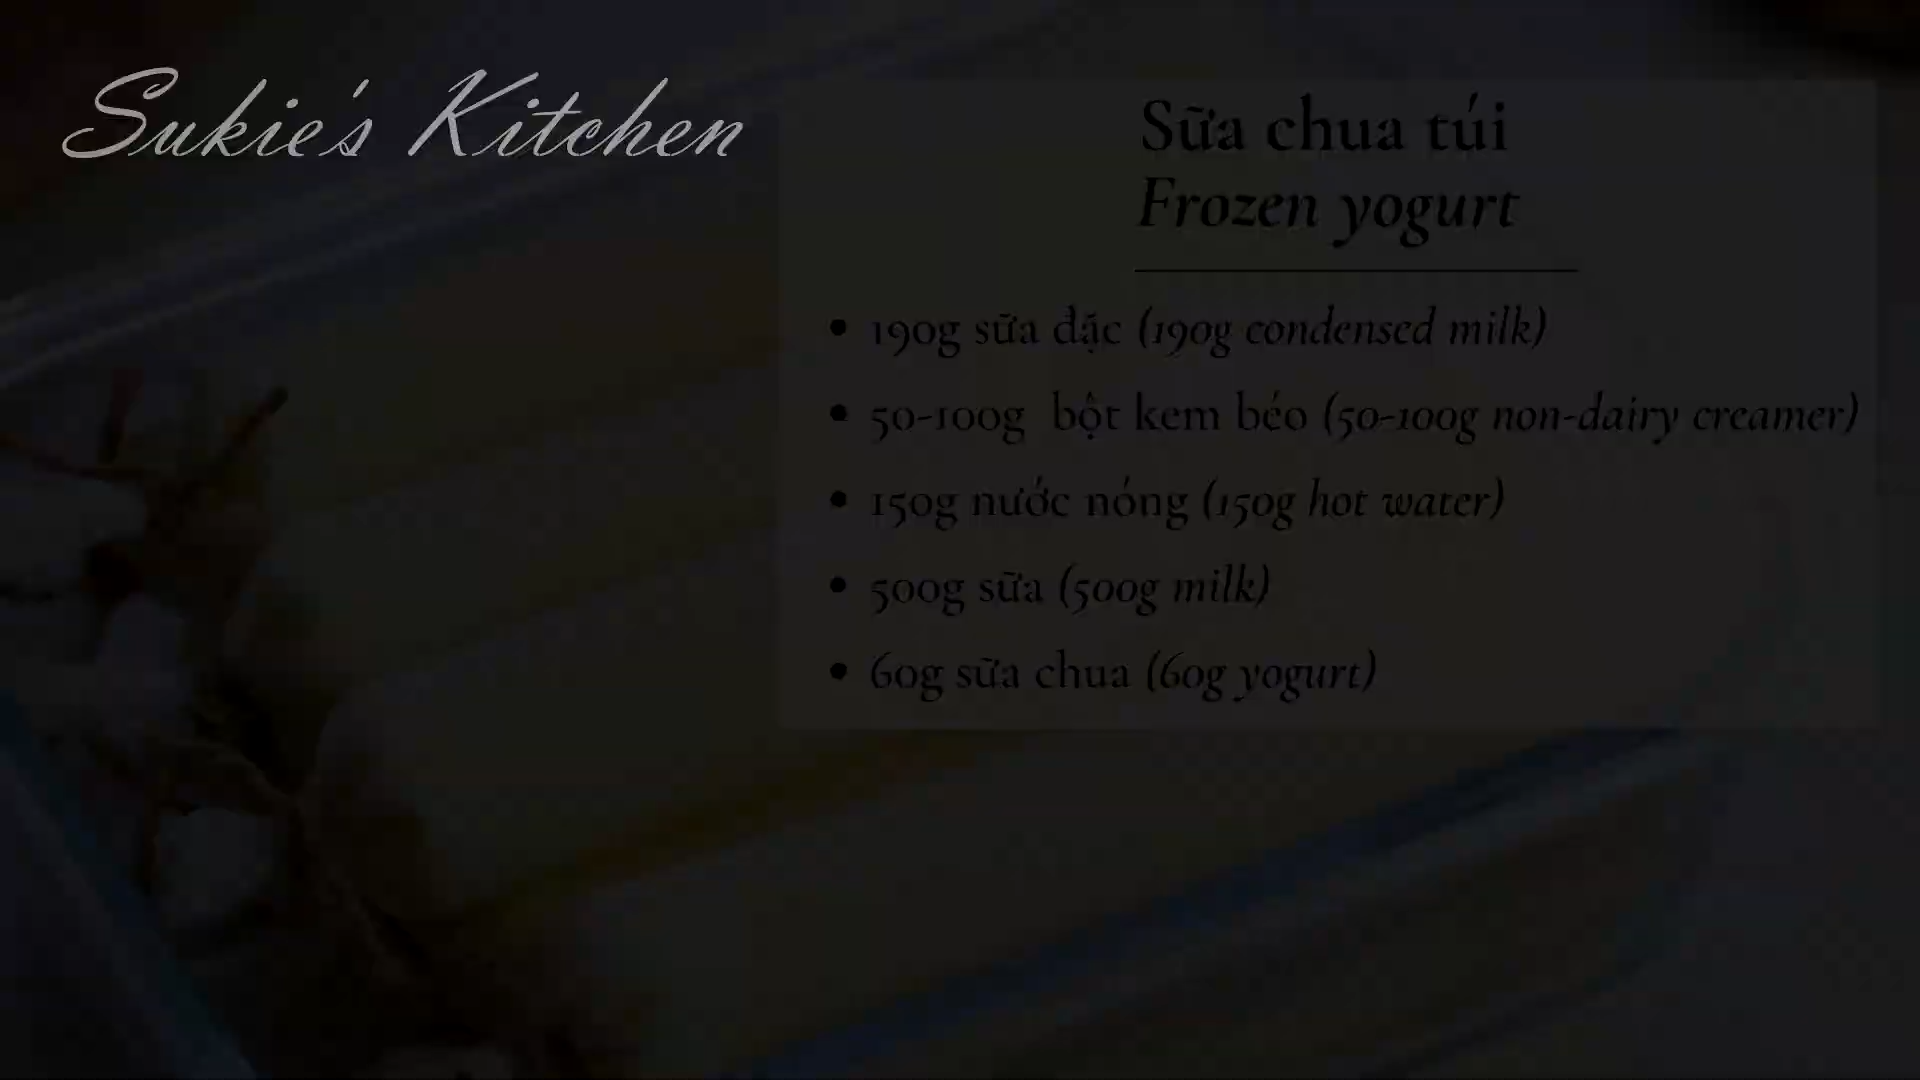 Sukie's Kitchen
Sữa chua túi
Frozen yogurt
• 190g sữa đặc (190g condensed milk)
• 50-100g bột kem béo (50-100g non-dairy creamer)
• 150g nước nóng (150g hot water)
• 500g sữa (500g milk)
• 60g sữa chua (60g yogurt)